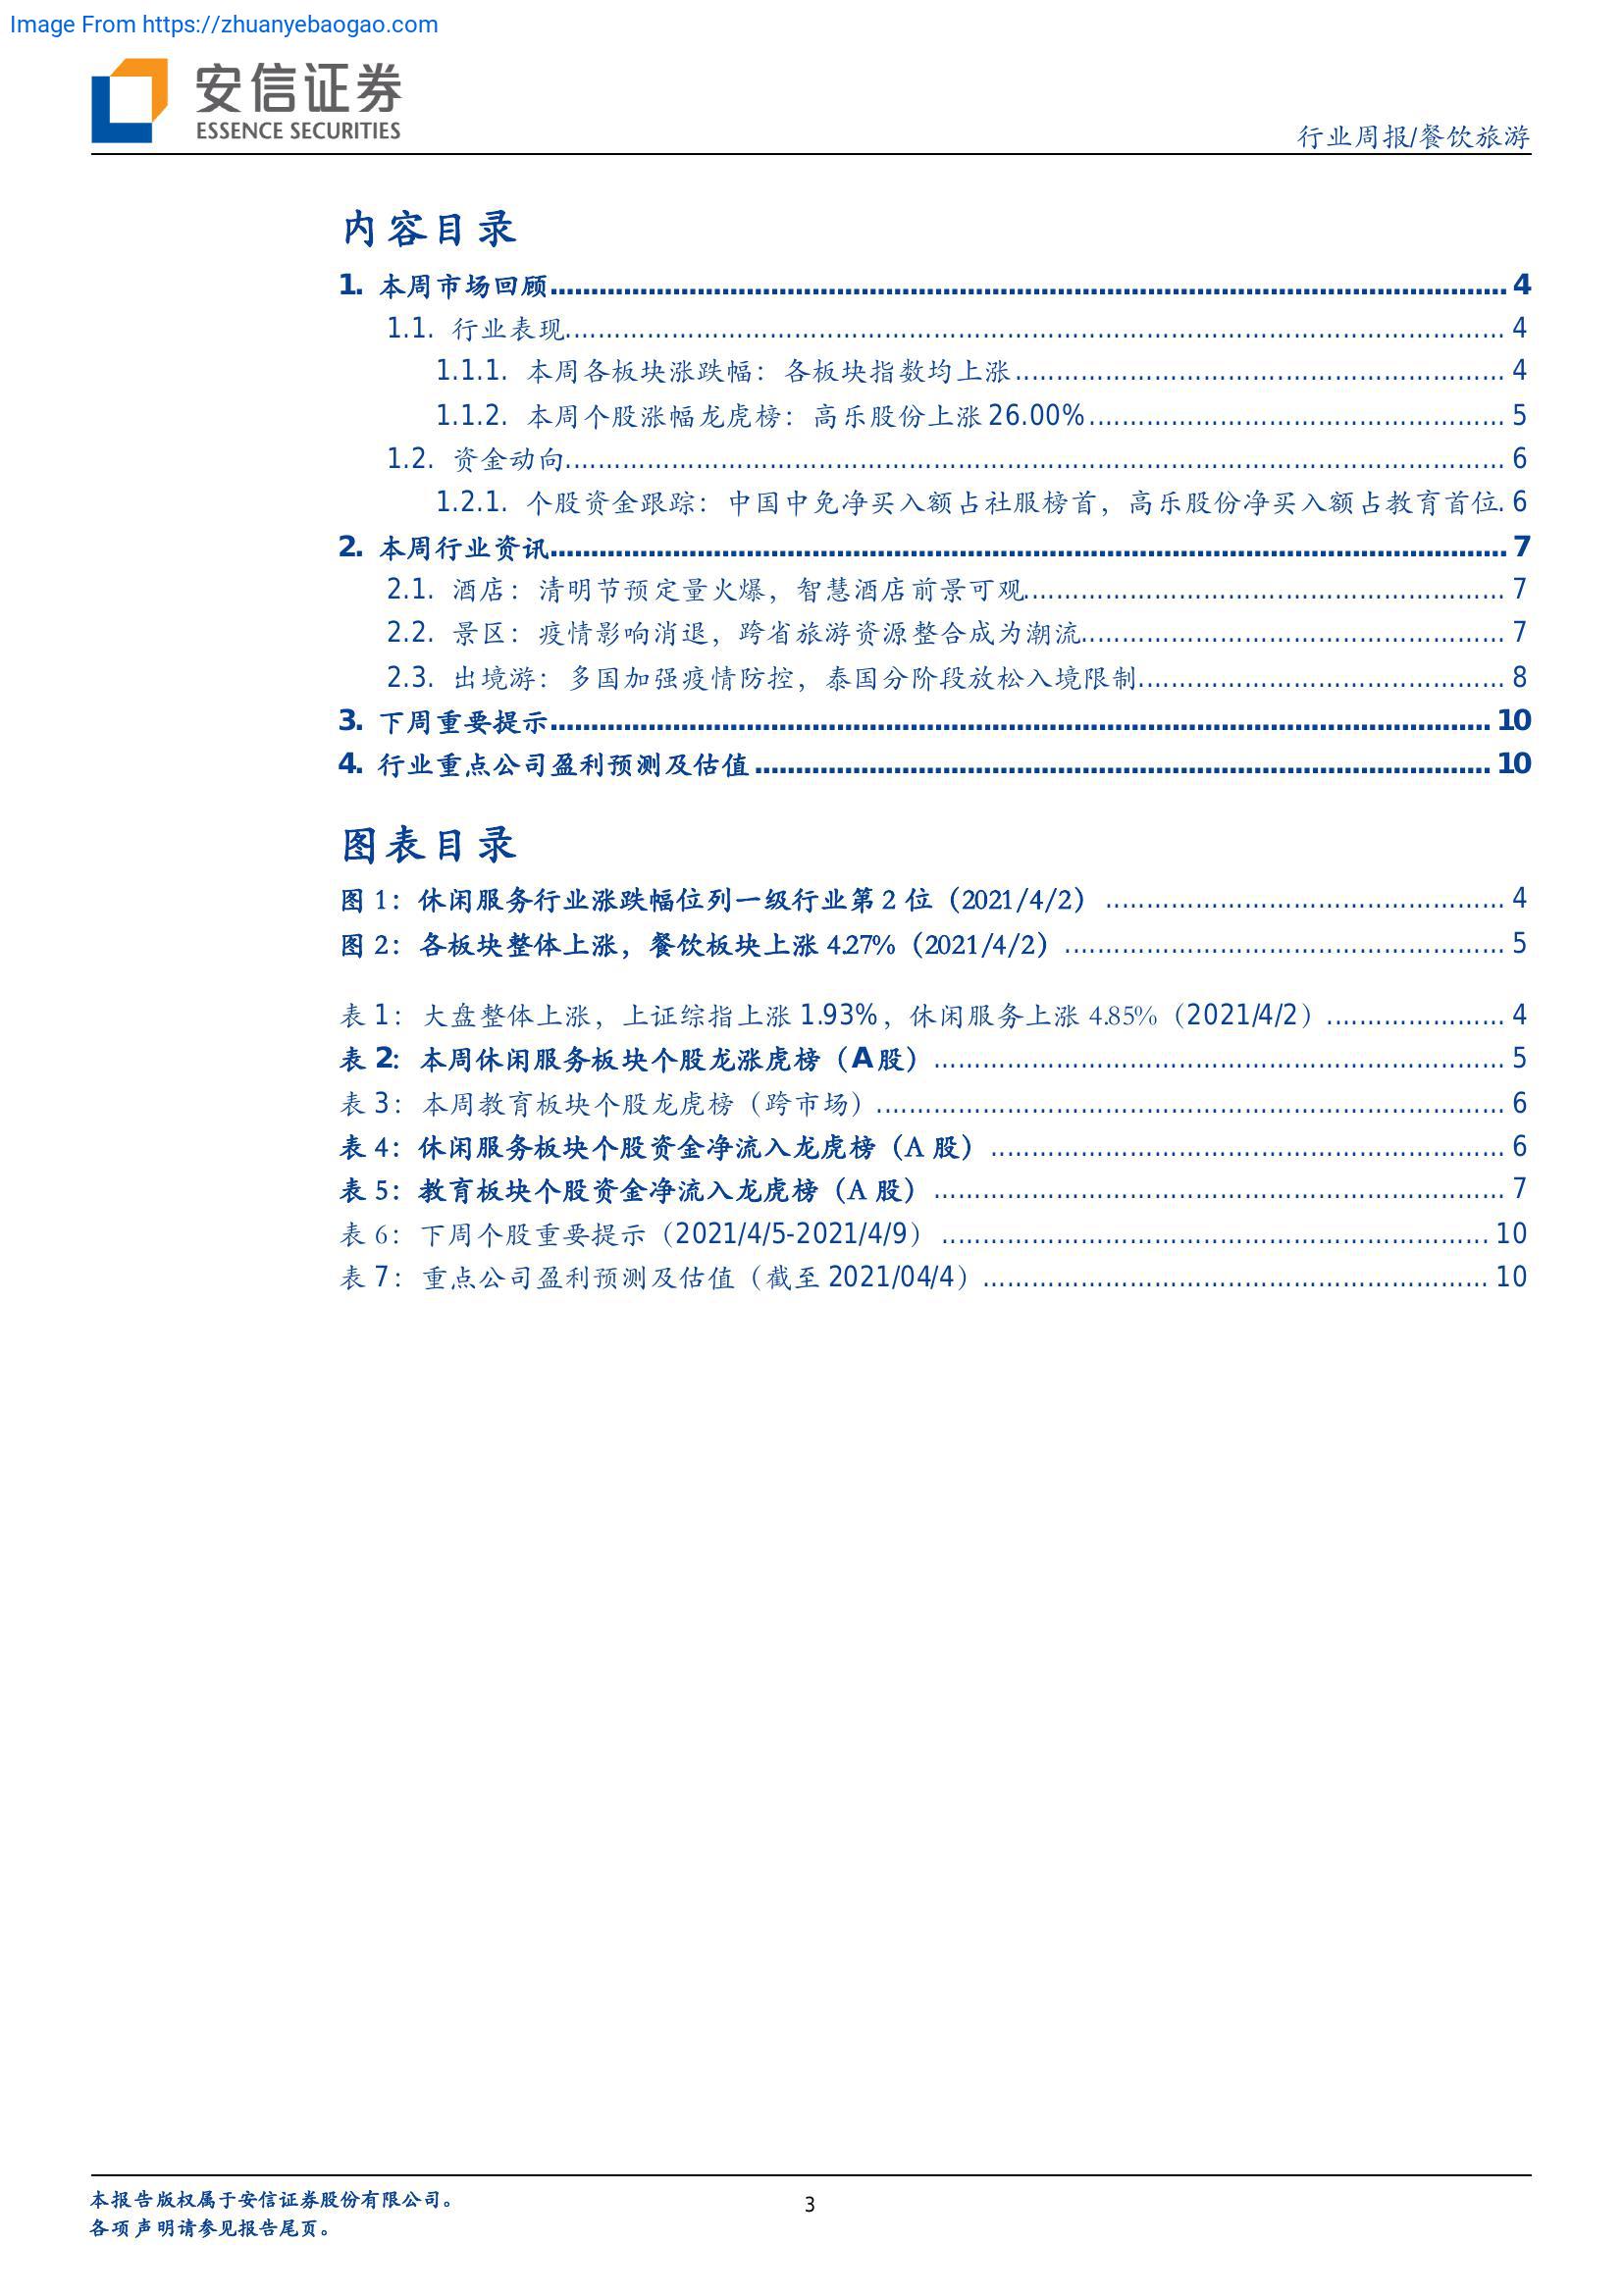 Image From https://zhuanyebaogao.com
安信证券
ESSENCE SECURITIES
行业周报/餐饮旅游
内容目录
1. 本周市场回顾 4
1.1. 行业表现 4
1.1.1. 本周各板块涨跌幅：各板块指数均上涨 4
1.1.2. 本周个股涨幅龙虎榜：高乐股份上涨 26.00% 5
1.2. 资金动向 6
1.2.1. 个股资金跟踪：中国中免净买入额占社服榜首，高乐股份净买入额占教育首位. 6
2. 本周行业资讯 7
2.1. 酒店：清明节预定量火爆，智慧酒店前景可观 7
2.2. 景区：疫情影响消退，跨省旅游资源整合成为潮流 7
2.3. 出境游：多国加强疫情防控，泰国分阶段放松入境限制 8
3. 下周重要提示 10
4. 行业重点公司盈利预测及估值 10
图表目录
图 1：休闲服务行业涨跌幅位列一级行业第 2 位（2021/4/2） 4
图 2：各板块整体上涨，餐饮板块上涨 4.27%（2021/4/2） 5
表 1：大盘整体上涨，上证综指上涨 1.93%，休闲服务上涨 4.85%（2021/4/2） 4
表 2：本周休闲服务板块个股龙涨虎榜（A 股） 5
表 3：本周教育板块个股龙虎榜（跨市场） 6
表 4：休闲服务板块个股资金净流入龙虎榜（A 股） 6
表 5：教育板块个股资金净流入龙虎榜（A 股） 7
表 6：下周个股重要提示（2021/4/5-2021/4/9） 10
表 7：重点公司盈利预测及估值（截至 2021/04/4） 10
本报告版权属于安信证券股份有限公司。
3
各项声明请参见报告尾页。